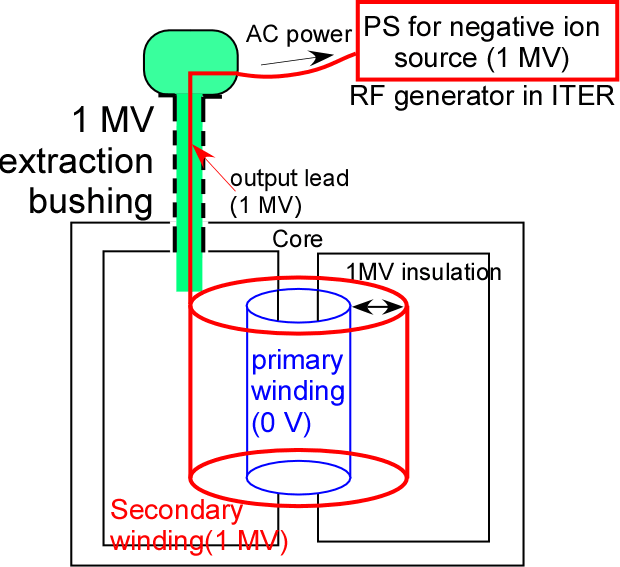 AC power
PS for negative ion
source (1 MV)
RF generator in ITER
1 MV
extraction
bushing
output lead
(1 MV)
Core
1MV insulation
primary
winding
(0 V)
Secondary
winding(1 MV)